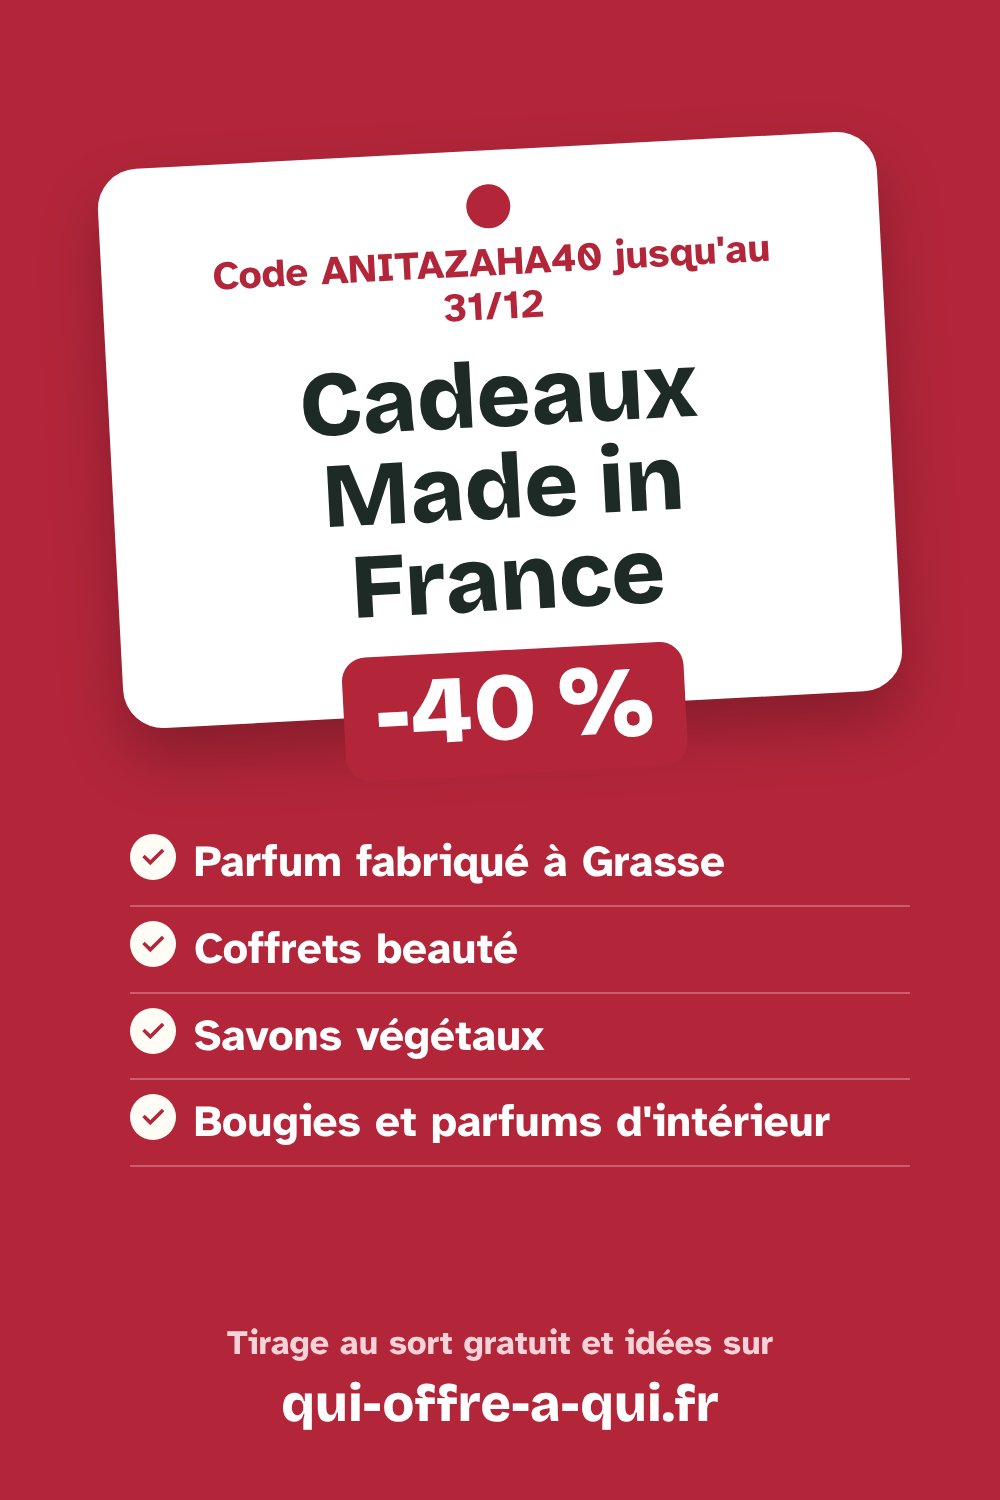 Code ANITAZAHA40 jusqu'au
31/12
Cadeaux
Made in
France
-40 %
Parfum fabriqué à Grasse
Coffrets beauté
Savons végétaux
Bougies et parfums d'intérieur
Tirage au sort gratuit et idées sur
qui-offre-a-qui.fr